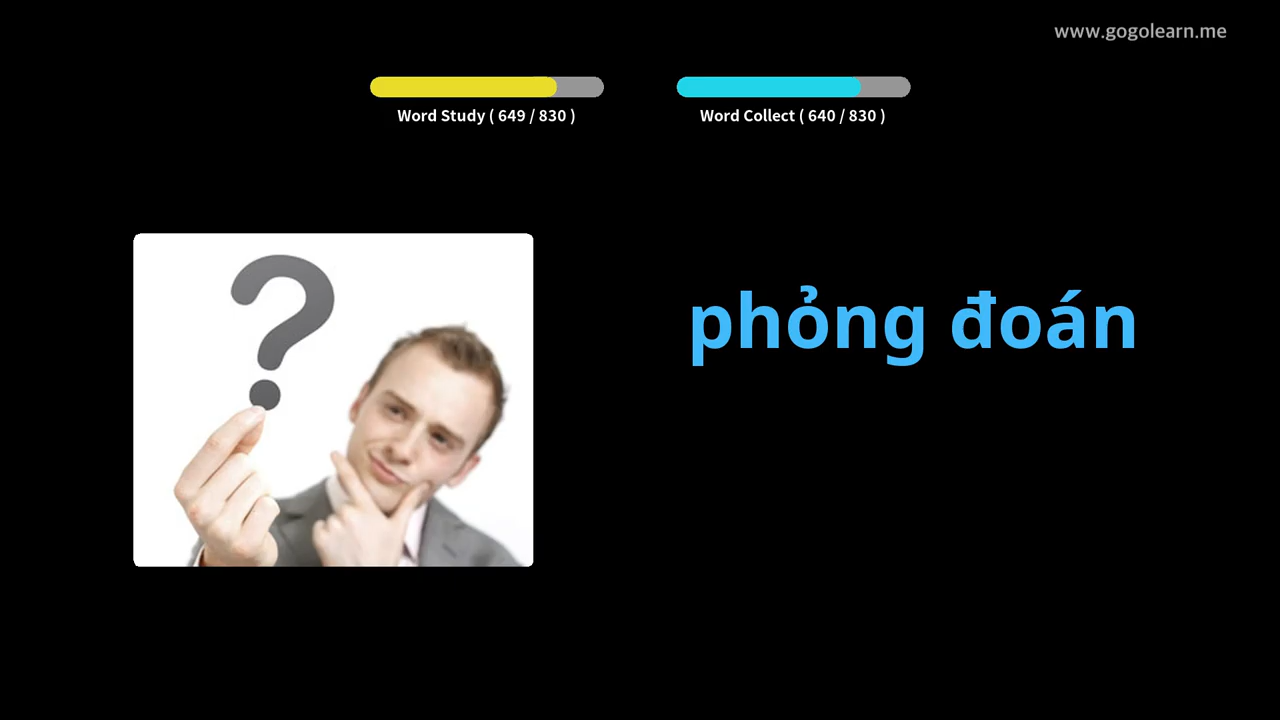 www.gogolearn.me
Word Study ( 649 / 830 )
Word Collect ( 640 / 830 )
?
phỏng đoán